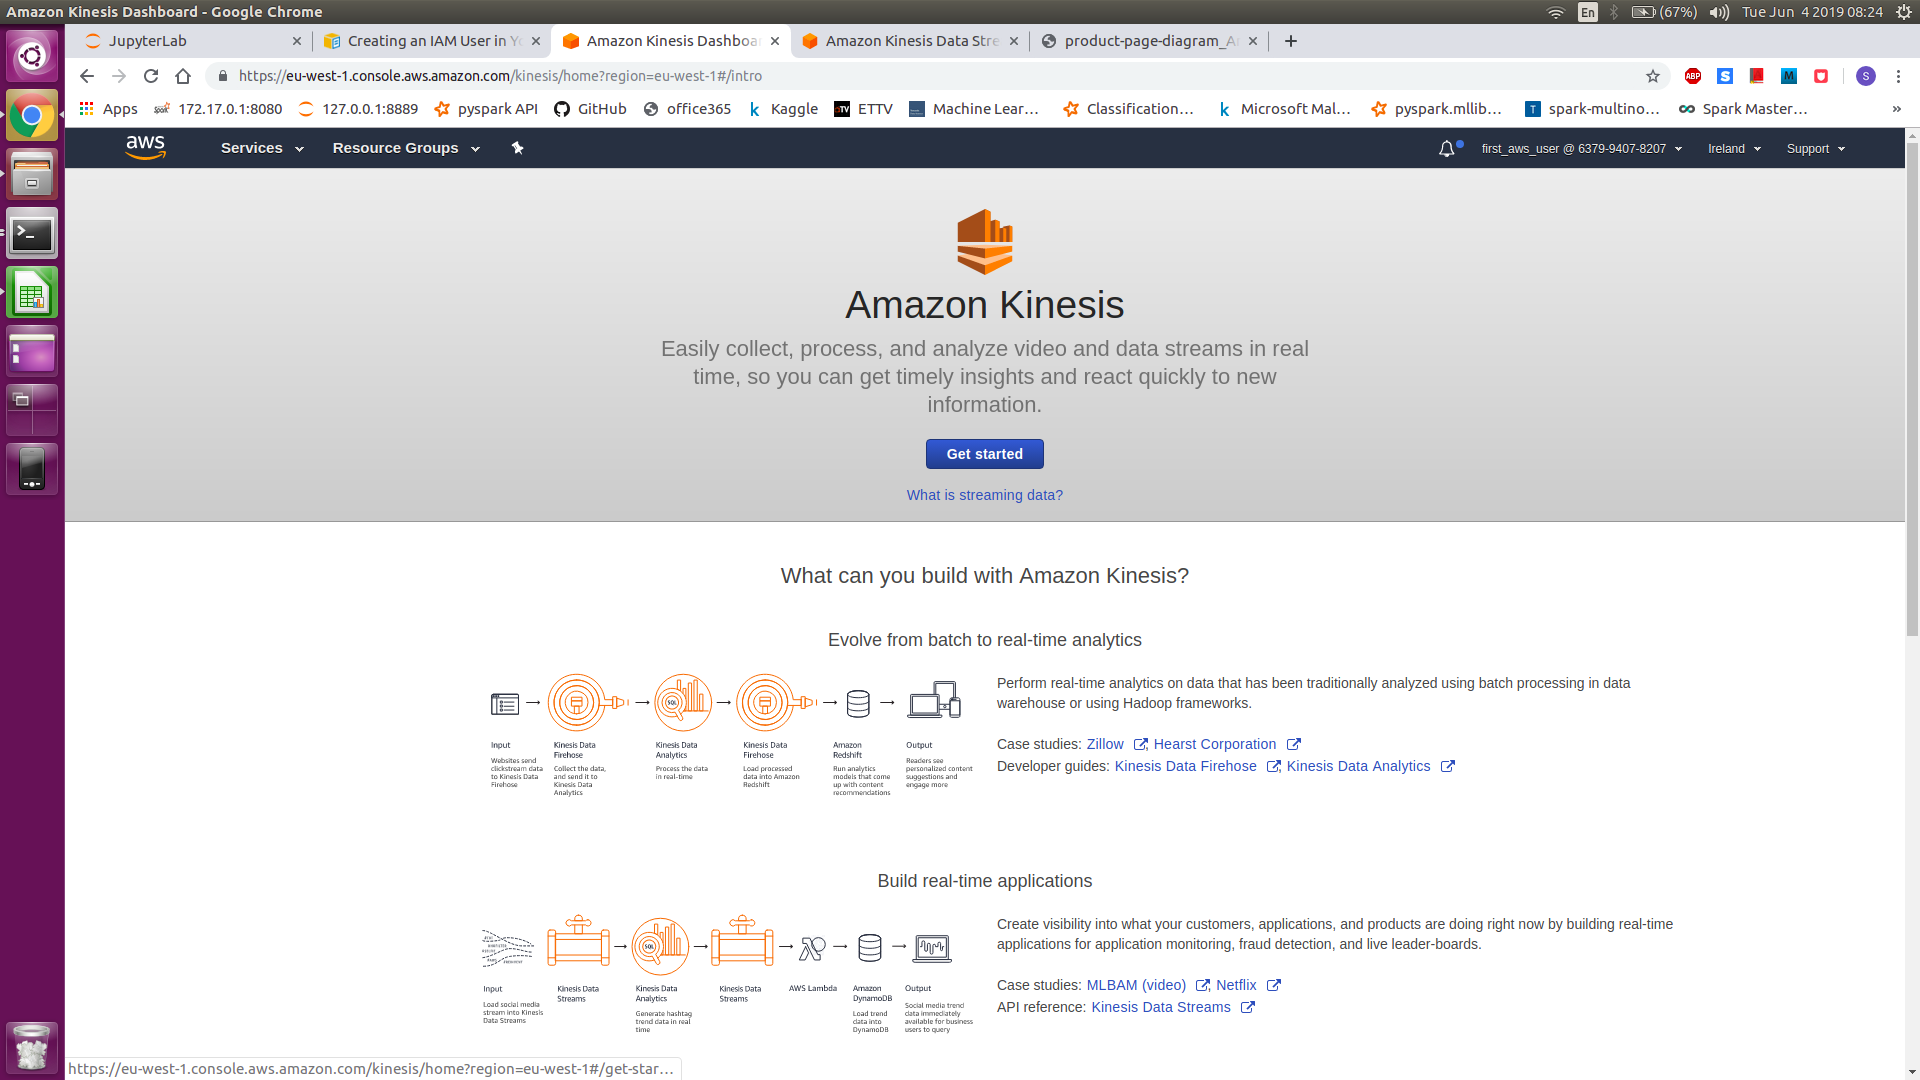 Amazon Kinesis Dashboard - Google Chrome
En
(67%)
Tue Jun 4 2019 08:24
JupyterLab
Creating an IAM User in Yo
Amazon Kinesis Dashboar
Amazon Kinesis Data Stre
product-page-diagram_A
https://eu-west-1.console.aws.amazon.com/kinesis/home?region=eu-west-1#/intro
ABP
S
M
S
Apps
172.17.0.1:8080
127.0.0.1:8889
pyspark API
GitHub
office365
Kaggle
ETTV
Machine Lear...
Classification...
Microsoft Mal...
pyspark.mllib...
spark-multino...
Spark Master...
aws
Services
Resource Groups
first_aws_user @ 6379-9407-8207
Ireland
Support
Amazon Kinesis
Easily collect, process, and analyze video and data streams in real
time, so you can get timely insights and react quickly to new
information.
Get started
What is streaming data?
What can you build with Amazon Kinesis?
Evolve from batch to real-time analytics
SQL
Input
Websites send
clickstream data
to Kinesis Data
Firehose
Kinesis Data
Firehose
Collect the data,
and send it to
Kinesis Data
Analytics
Kinesis Data
Analytics
Process the data
in real-time
Kinesis Data
Firehose
Load processed
data into Amazon
Redshift
Amazon
Redshift
Run analytics
models that come
up with content
recommendations
Output
Readers see
personalized content
suggestions and
engage more
Perform real-time analytics on data that has been traditionally analyzed using batch processing in data
warehouse or using Hadoop frameworks.
Case studies: Zillow , Hearst Corporation
Developer guides: Kinesis Data Firehose , Kinesis Data Analytics
Build real-time applications
SQL
Input
Load social media
stream into Kinesis
Data Streams
Kinesis Data
Streams
Kinesis Data
Analytics
Generate hashtag
trend data in real
time
Kinesis Data
Streams
AWS Lambda
Amazon
DynamoDB
Load trend
data into
DynamoDB
Output
Social media trend
data immediately
available for business
users to query
Create visibility into what your customers, applications, and products are doing right now by building real-time
applications for application monitoring, fraud detection, and live leader-boards.
Case studies: MLBAM (video) , Netflix
API reference: Kinesis Data Streams
https://eu-west-1.console.aws.amazon.com/kinesis/home?region=eu-west-1#/get-star...